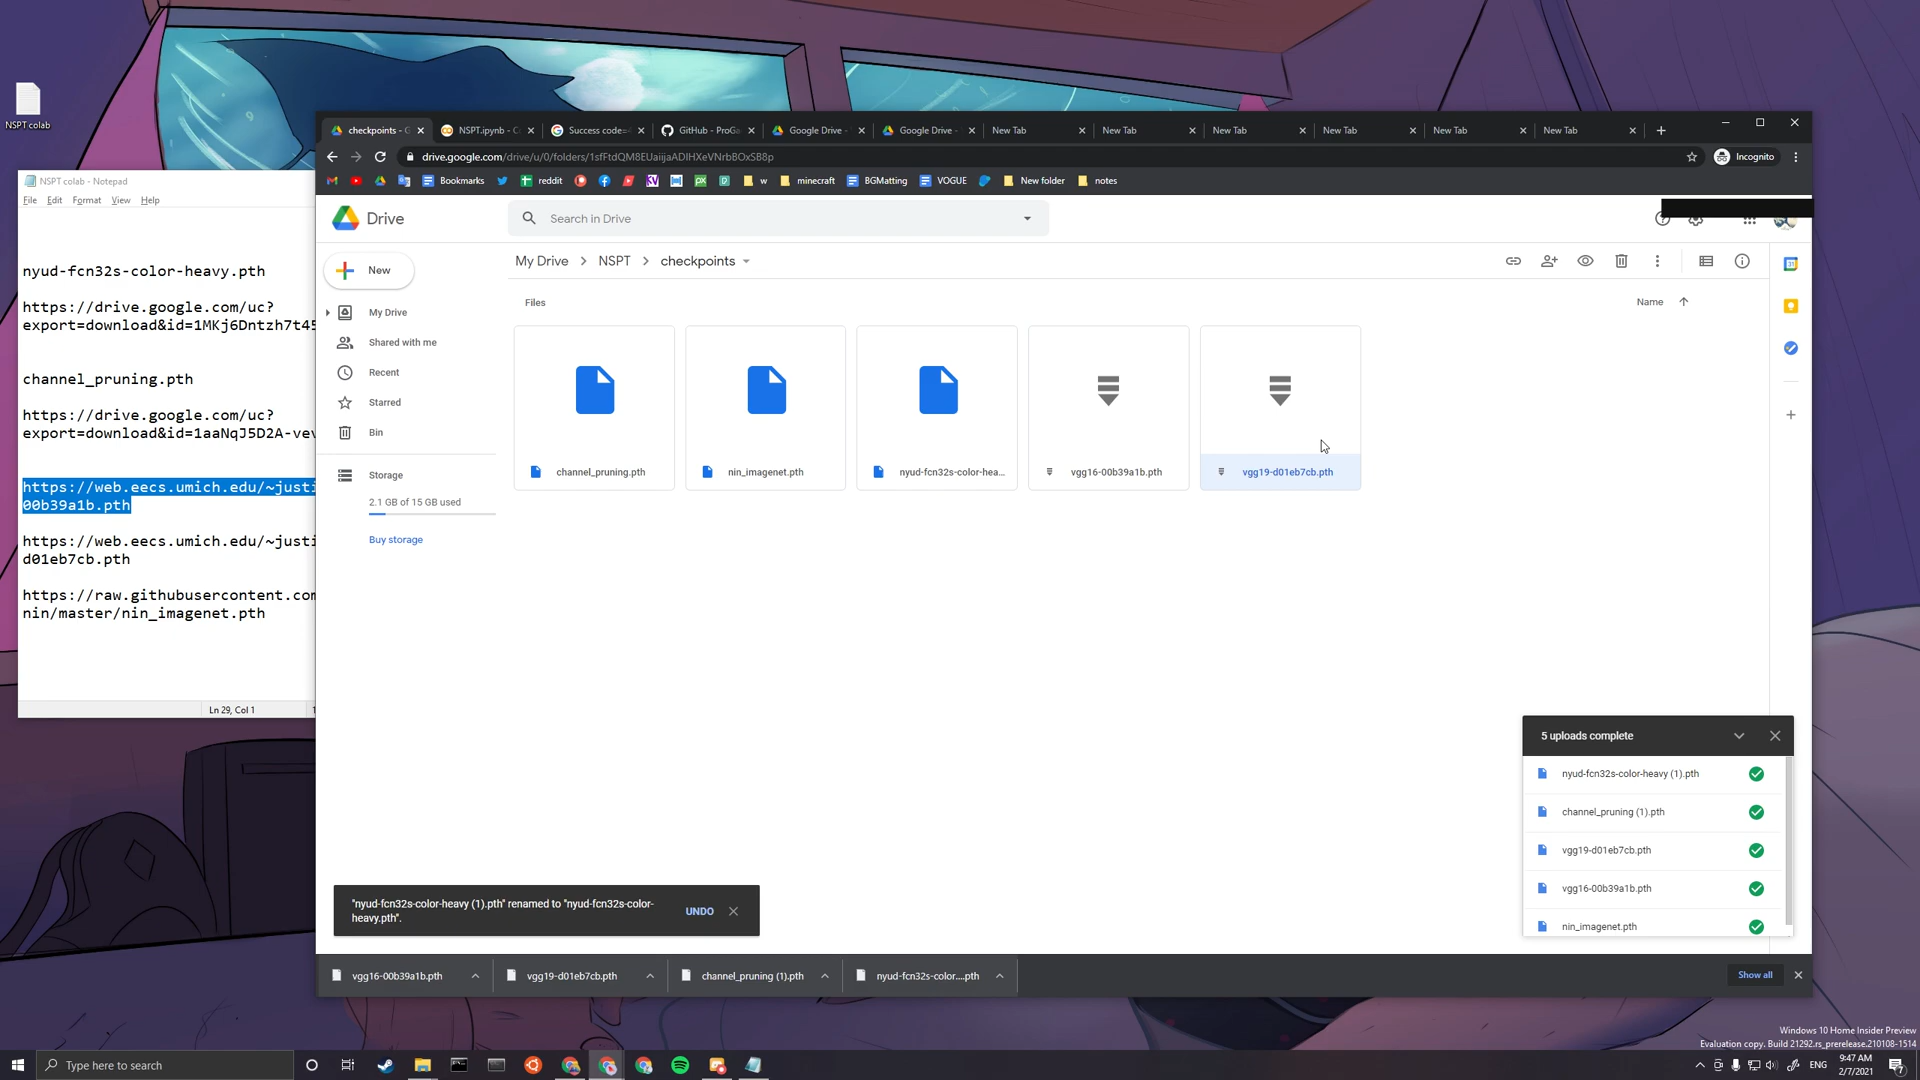 NSPT colab
NSPT colab - Notepad
File Edit Format View Help
nyud-fcn32s-color-heavy.pth
https://drive.google.com/uc?
export=download&id=1MKj6Dntzh7t45
channel_pruning.pth
https://drive.google.com/uc?
export=download&id=1aaNqJ5D2A-vev
https://web.eecs.umich.edu/~justi
00b39a1b.pth
https://web.eecs.umich.edu/~justi
d01eb7cb.pth
https://raw.githubusercontent.com
nin/master/nin_imagenet.pth
Ln 29, Col 1
checkpoints - G NSPT.ipynb - C Success code= GitHub - ProGa Google Drive - Google Drive - New Tab New Tab New Tab New Tab New Tab New Tab
drive.google.com/drive/u/0/folders/1sfFtdQM8EUaiijaADIHXeVNrbBOxSB8p
Incognito
Bookmarks reddit w minecraft BGMatting VOGUE New folder notes
Drive
Search in Drive
New
My Drive
Shared with me
Recent
Starred
Bin
Storage
2.1 GB of 15 GB used
Buy storage
My Drive > NSPT > checkpoints
Files
Name
channel_pruning.pth
nin_imagenet.pth
nyud-fcn32s-color-hea...
vgg16-00b39a1b.pth
vgg19-d01eb7cb.pth
5 uploads complete
nyud-fcn32s-color-heavy (1).pth
channel_pruning (1).pth
vgg19-d01eb7cb.pth
vgg16-00b39a1b.pth
nin_imagenet.pth
"nyud-fcn32s-color-heavy (1).pth" renamed to "nyud-fcn32s-color-
heavy.pth".
UNDO
vgg16-00b39a1b.pth
vgg19-d01eb7cb.pth
channel_pruning (1).pth
nyud-fcn32s-color....pth
Show all
Windows 10 Home Insider Preview
Evaluation copy. Build 21292.rs_prerelease.210108-1514
Type here to search
ENG
9:47 AM
2/7/2021